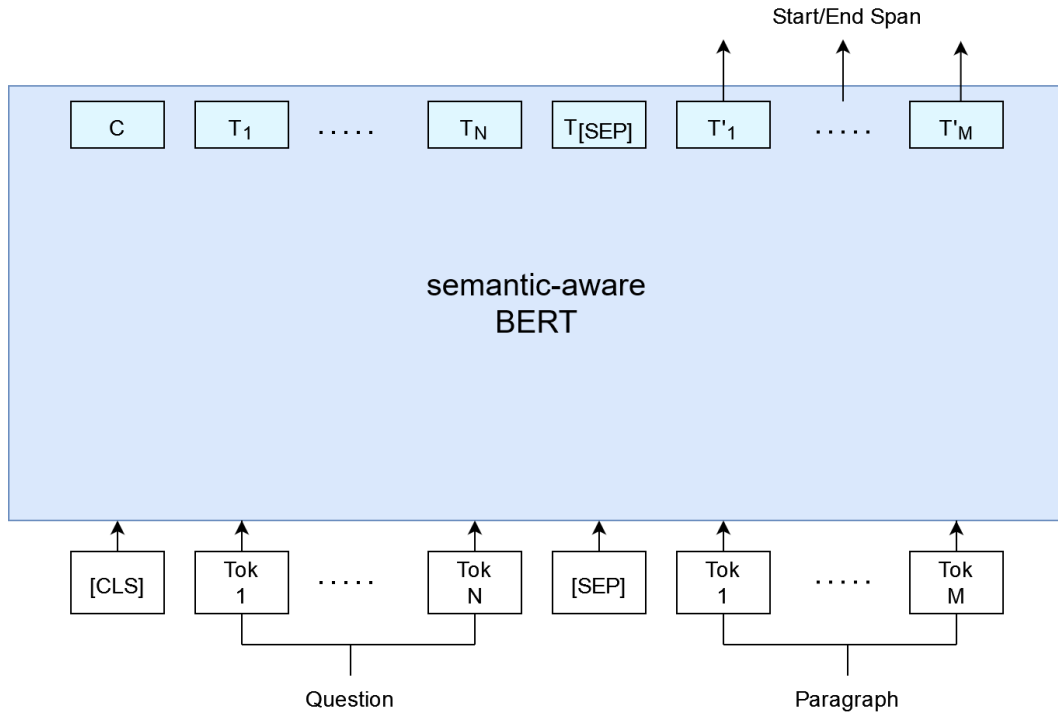 Start/End Span
C T1 ..... TN T[SEP] T'1 ..... T'M
semantic-aware
BERT
[CLS] Tok 1 ..... Tok N [SEP] Tok 1 ..... Tok M
Question Paragraph